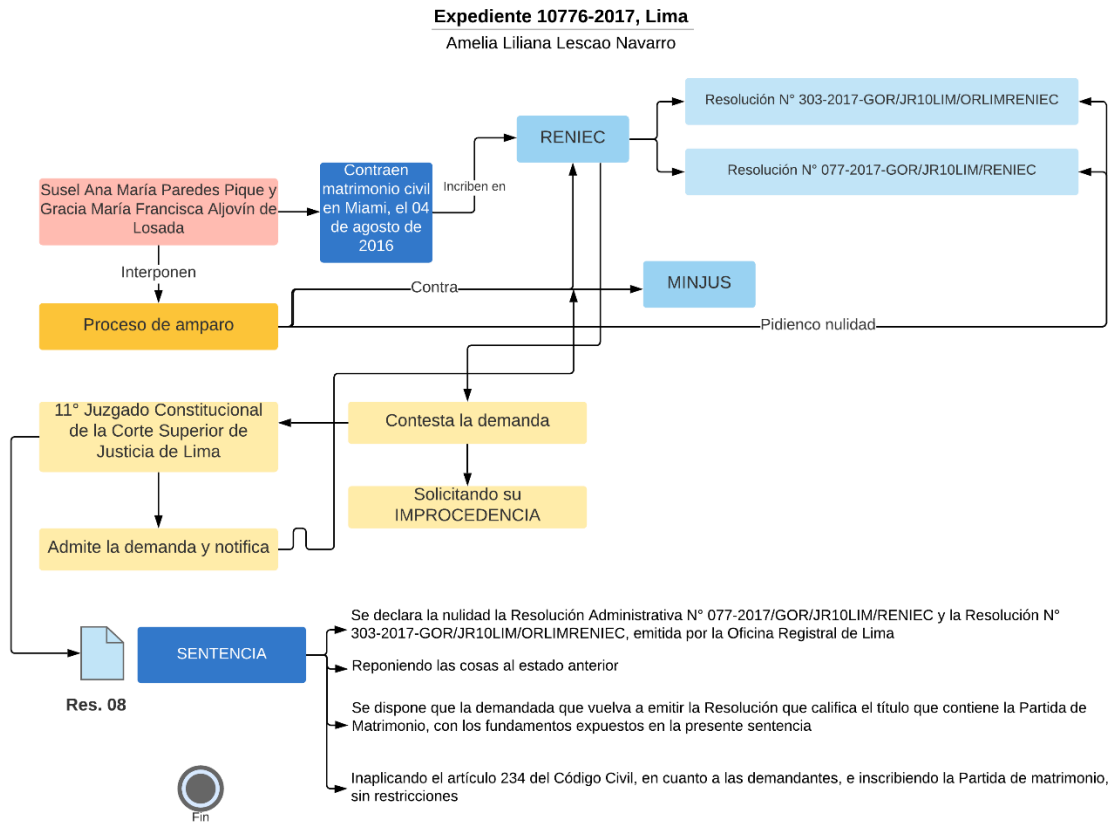 Expediente 10776-2017, Lima
Amelia Liliana Lescao Navarro
Resolución N° 303-2017-GOR/JR10LIM/ORLIMRENIEC
RENIEC
Resolución N° 077-2017-GOR/JR10LIM/RENIEC
Contraen
matrimonio civil
en Miami, el 04
de agosto de
2016
Incriben en
Susel Ana María Paredes Pique y
Gracia María Francisca Aljovín de
Losada
Interponen
Contra
MINJUS
Proceso de amparo
Pidienco nulidad
11° Juzgado Constitucional
de la Corte Superior de
Justicia de Lima
Contesta la demanda
Solicitando su
IMPROCEDENCIA
Admite la demanda y notifica
Se declara la nulidad la Resolución Administrativa N° 077-2017/GOR/JR10LIM/RENIEC y la Resolución N°
303-2017-GOR/JR10LIM/ORLIMRENIEC, emitida por la Oficina Registral de Lima
SENTENCIA
Reponiendo las cosas al estado anterior
Res. 08
Se dispone que la demandada que vuelva a emitir la Resolución que califica el título que contiene la Partida de
Matrimonio, con los fundamentos expuestos en la presente sentencia
Inaplicando el artículo 234 del Código Civil, en cuanto a las demandantes, e inscribiendo la Partida de matrimonio,
sin restricciones
Fin